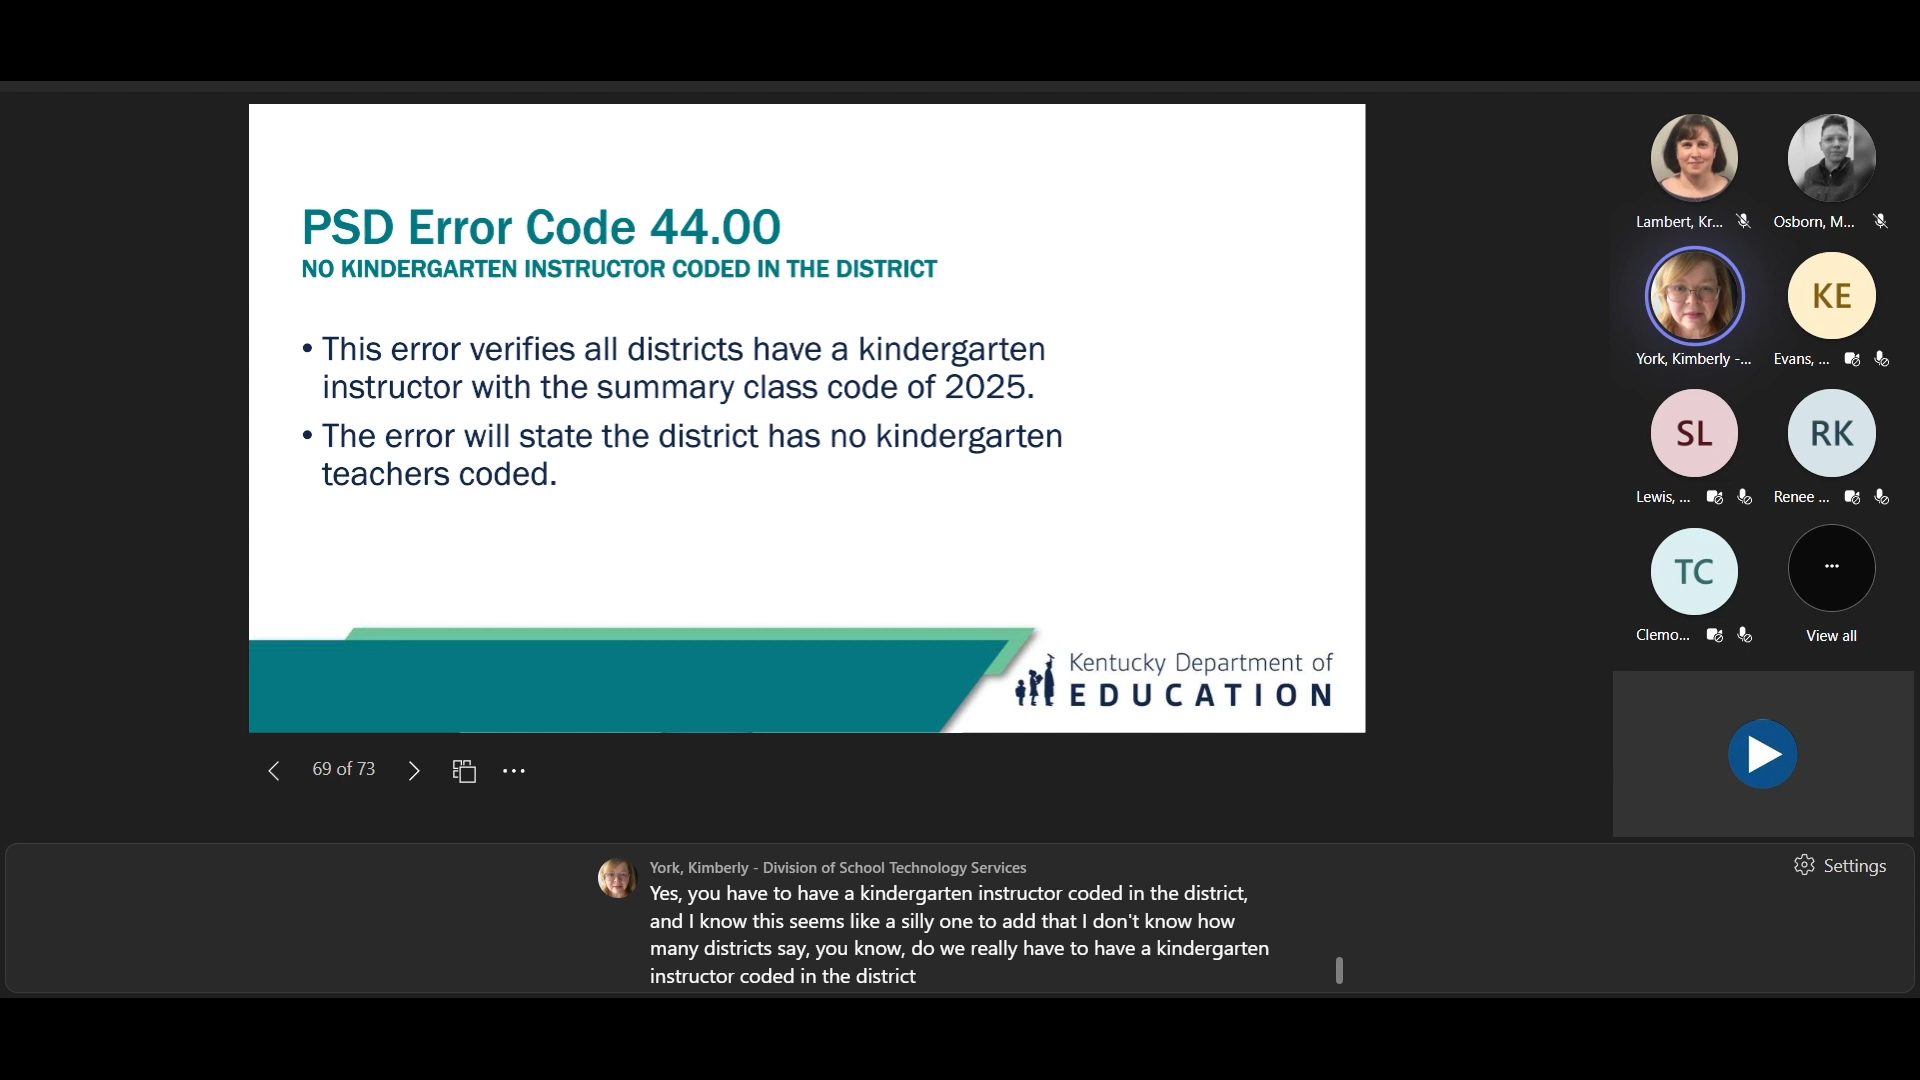 PSD Error Code 44.00
NO KINDERGARTEN INSTRUCTOR CODED IN THE DISTRICT
• This error verifies all districts have a kindergarten
instructor with the summary class code of 2025.
• The error will state the district has no kindergarten
teachers coded.
Kentucky Department of
EDUCATION
69 of 73
Lambert, Kr...
Osborn, M...
York, Kimberly -...
KE
Evans, ...
SL
Lewis, ...
RK
Renee ...
TC
Clemo...
...
View all
York, Kimberly - Division of School Technology Services
Yes, you have to have a kindergarten instructor coded in the district,
and I know this seems like a silly one to add that I don't know how
many districts say, you know, do we really have to have a kindergarten
instructor coded in the district
Settings